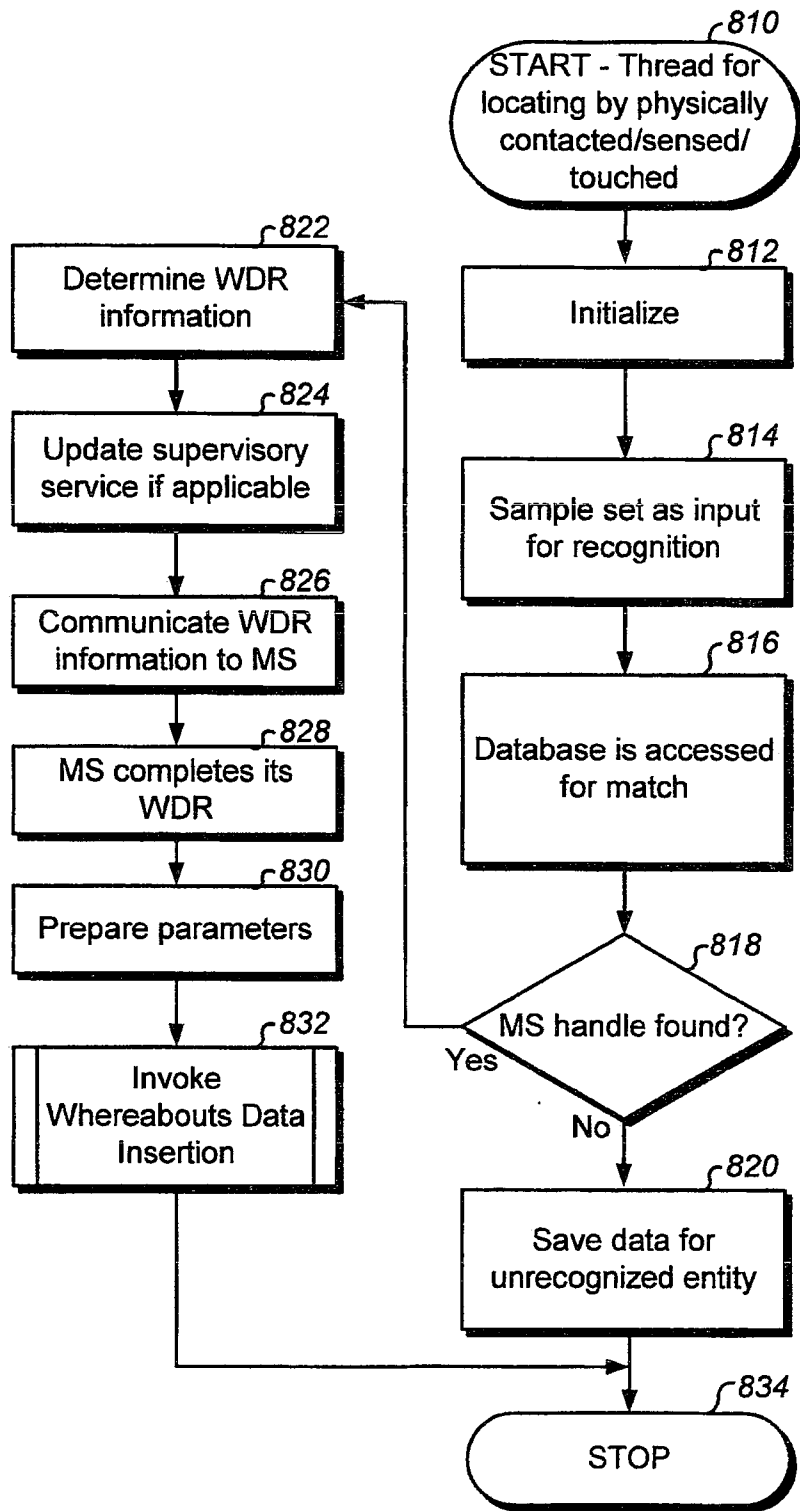 810
START - Thread for
locating by physically
contacted/sensed/
touched
812
Initialize
814
Sample set as input
for recognition
816
Database is accessed
for match
818
MS handle found?
Yes
No
820
Save data for
unrecognized entity
822
Determine WDR
information
824
Update supervisory
service if applicable
826
Communicate WDR
information to MS
828
MS completes its
WDR
830
Prepare parameters
832
Invoke
Whereabouts Data
Insertion
834
STOP